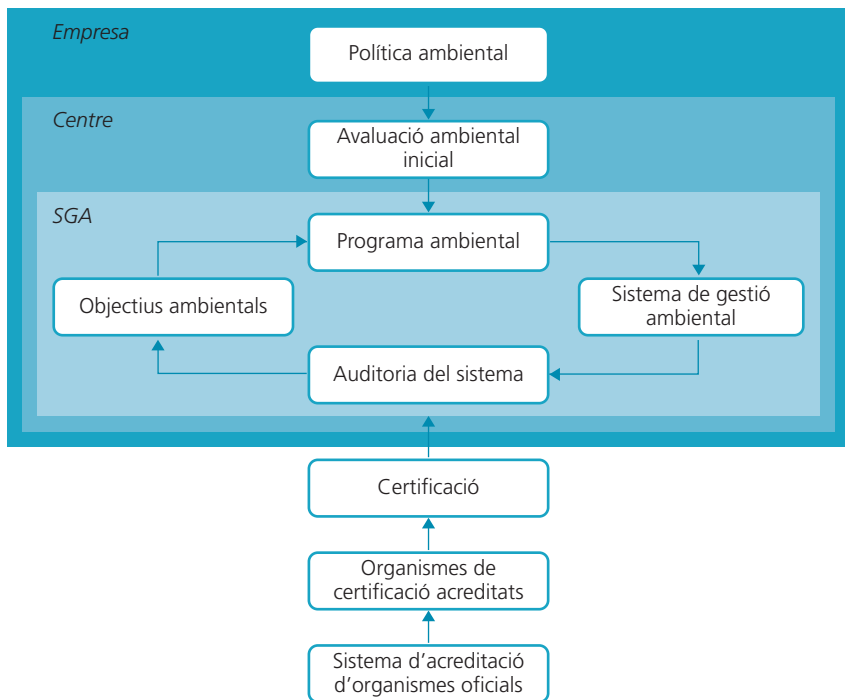 Empresa
Política ambiental
Centre
Avaluació ambiental
inicial
SGA
Programa ambiental
Objectius ambientals
Sistema de gestió
ambiental
Auditoria del sistema
Certificació
Organismes de
certificació acreditats
Sistema d'acreditació
d'organismes oficials